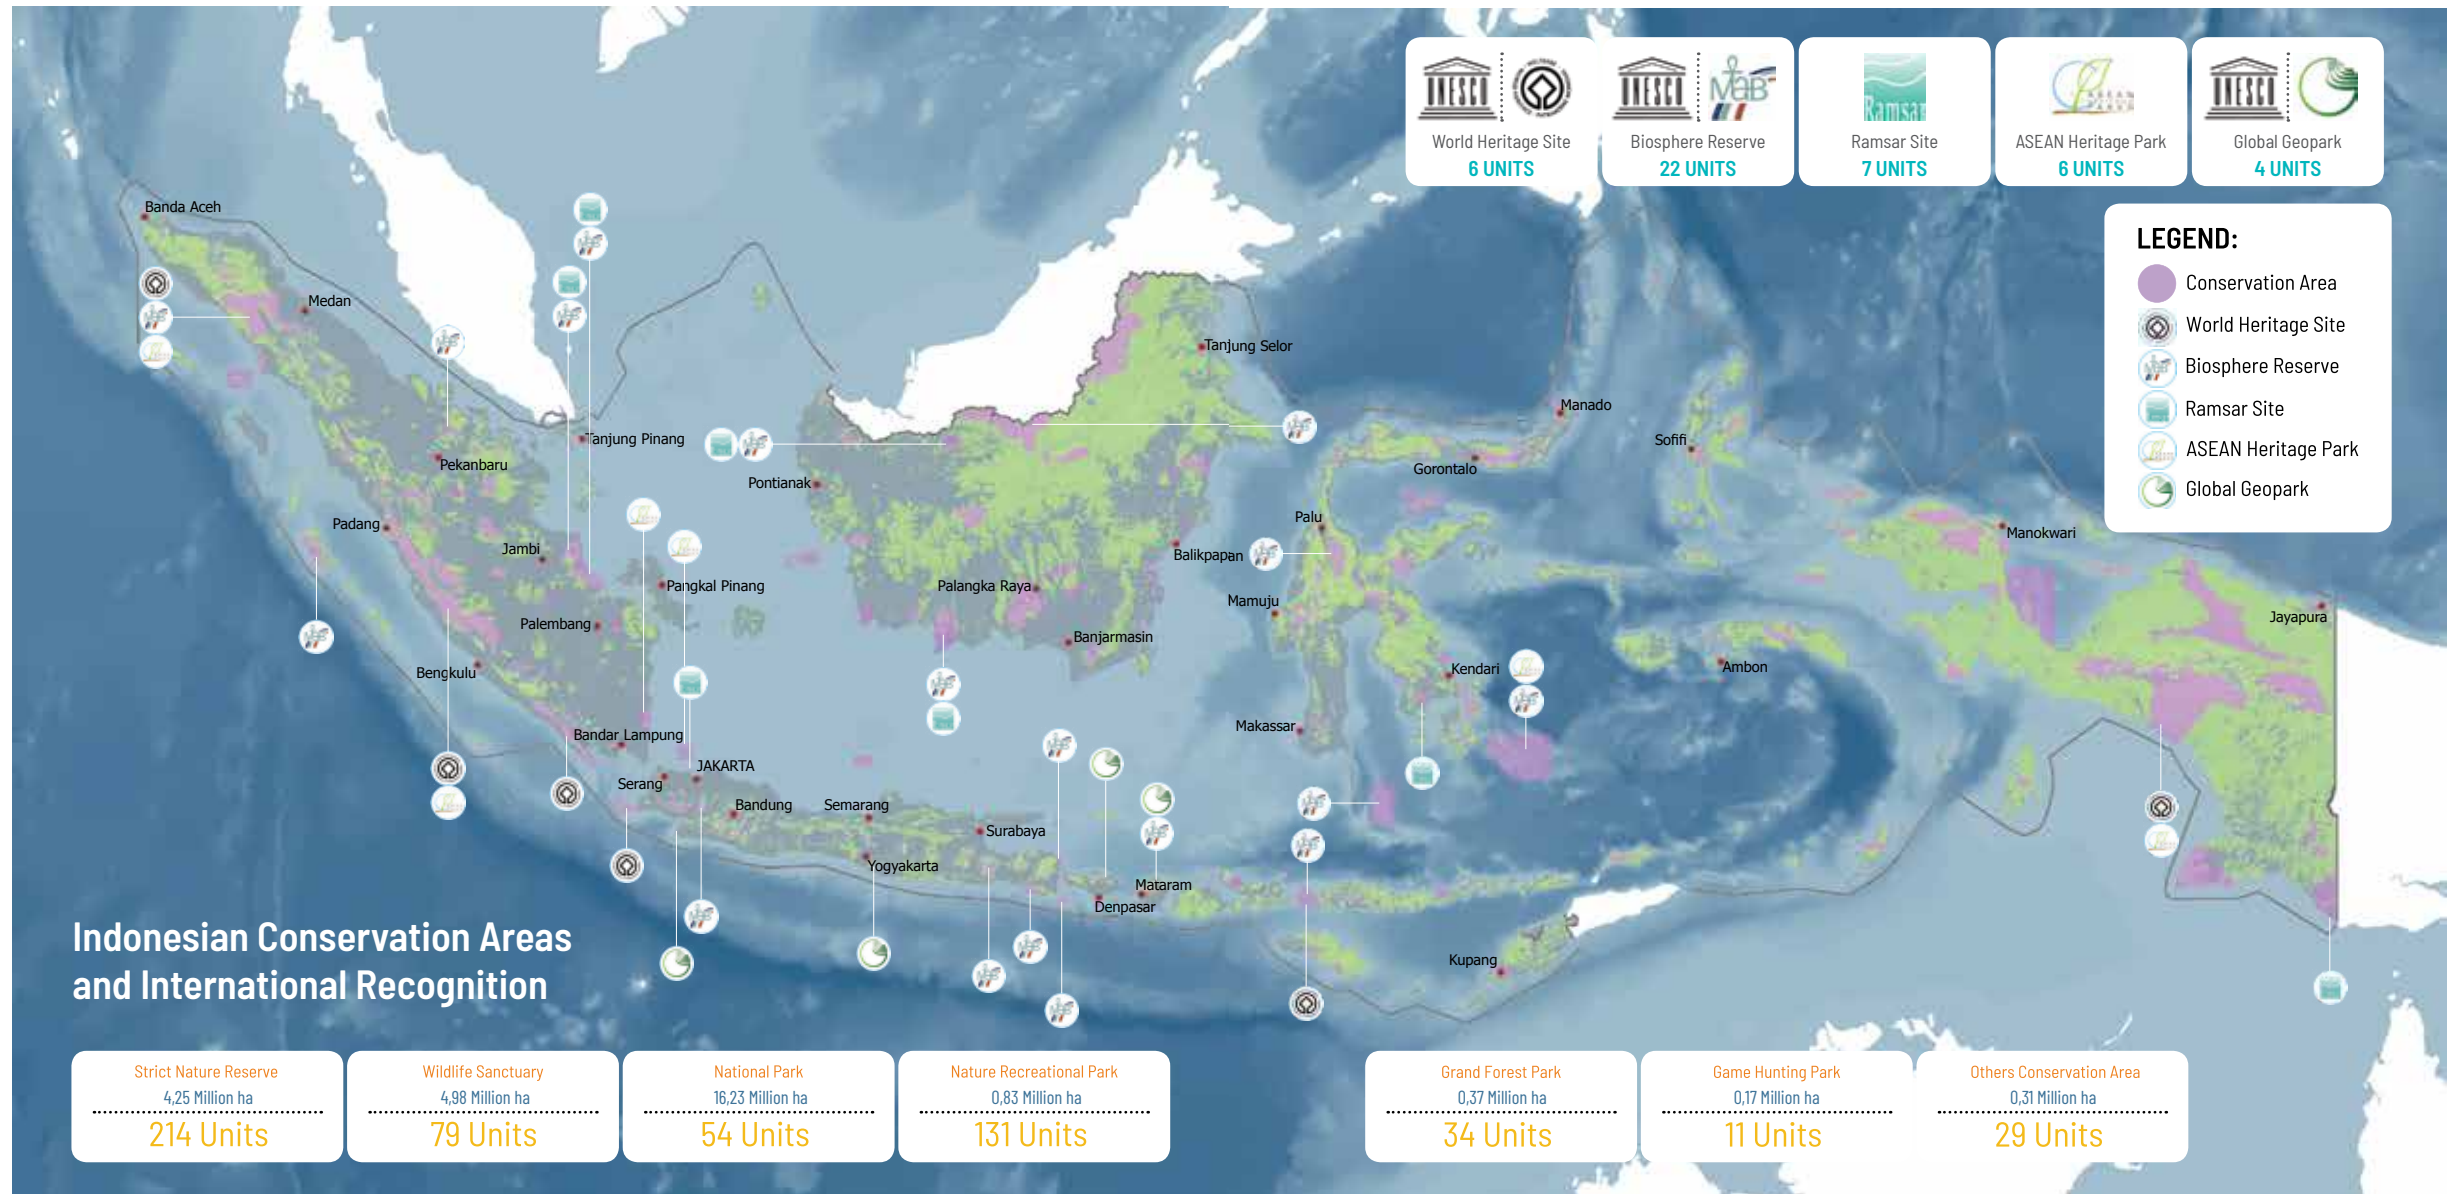 UNESCO
World Heritage Site
6 UNITS
UNESCO
MaB
Biosphere Reserve
22 UNITS
Ramsar
Ramsar Site
7 UNITS
ASEAN Heritage Park
6 UNITS
UNESCO
Global Geopark
4 UNITS
LEGEND:
Conservation Area
World Heritage Site
Biosphere Reserve
Ramsar Site
ASEAN Heritage Park
Global Geopark
Banda Aceh
Medan
Tanjung Selor
Manado
Tanjung Pinang
Sofifi
Pekanbaru
Gorontalo
Pontianak
Padang
Palu
Manokwari
Jambi
Balikpapan
Pangkal Pinang
Palangka Raya
Mamuju
Jayapura
Palembang
Banjarmasin
Bengkulu
Kendari
Ambon
Makassar
Bandar Lampung
JAKARTA
Serang
Bandung
Semarang
Surabaya
Yogyakarta
Mataram
Denpasar
Kupang
Indonesian Conservation Areas
and International Recognition
Strict Nature Reserve
4,25 Million ha
214 Units
Wildlife Sanctuary
4,98 Million ha
79 Units
National Park
16,23 Million ha
54 Units
Nature Recreational Park
0,83 Million ha
131 Units
Grand Forest Park
0,37 Million ha
34 Units
Game Hunting Park
0,17 Million ha
11 Units
Others Conservation Area
0,31 Million ha
29 Units